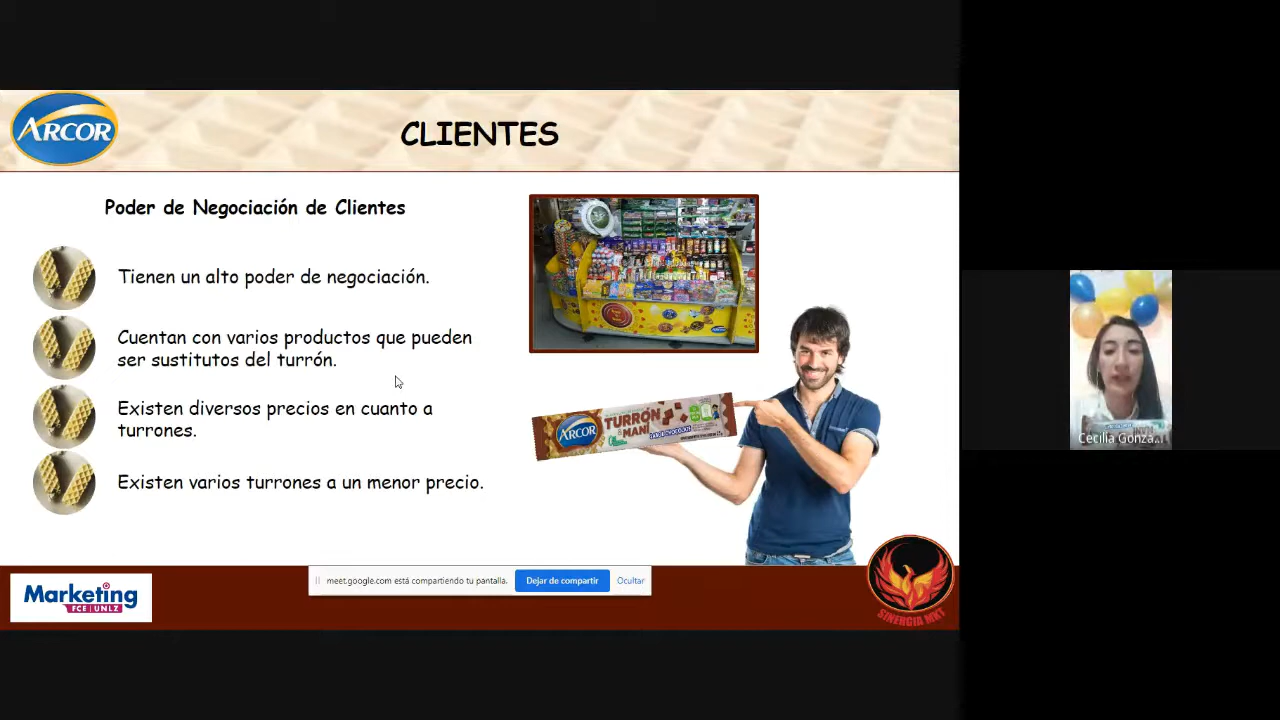 ARCOR
CLIENTES
Poder de Negociación de Clientes
Tienen un alto poder de negociación.
Cuentan con varios productos que pueden
ser sustitutos del turrón.
Existen diversos precios en cuanto a
turrones.
Existen varios turrones a un menor precio.
ARCOR
TURRÓN
MANÍ
Marketing
FCE | UNLZ
meet.google.com está compartiendo tu pantalla.
Dejar de compartir
Ocultar
SINERGIA MKT
Cecilia Gonza...